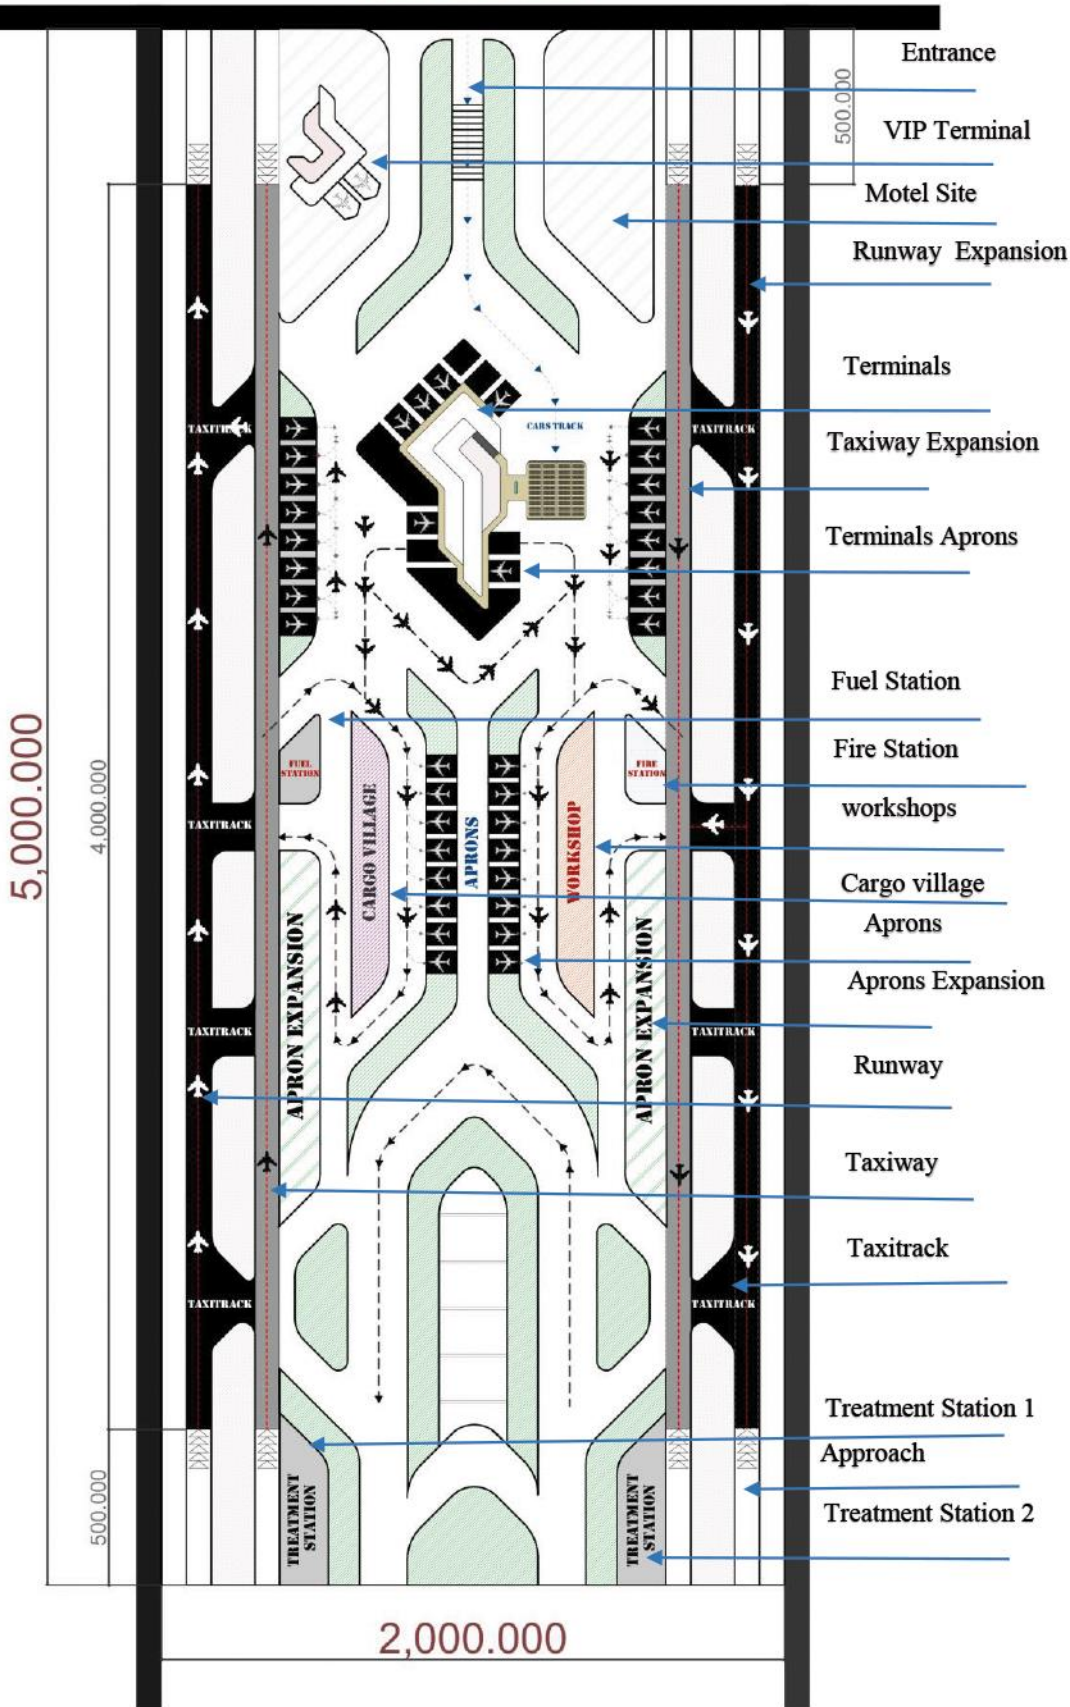 Entrance
500.000
VIP Terminal
Motel Site
Runway Expansion
Terminals
CARS TRACK
TAXITRACK
TAXITRACK
Taxiway Expansion
Terminals Aprons
Fuel Station
5,000.000
4,000.000
FUEL
STATION
FIRE
STATION
Fire Station
workshops
TAXITRACK
CARGO VILLAGE
APRONS
WORKSHOP
Cargo village
Aprons
Aprons Expansion
APRON EXPANSION
APRON EXPANSION
TAXITRACK
TAXITRACK
Runway
Taxiway
Taxitrack
TAXITRACK
TAXITRACK
Treatment Station 1
Approach
500.000
TREATMENT
STATION
TREATMENT
STATION
Treatment Station 2
2,000.000